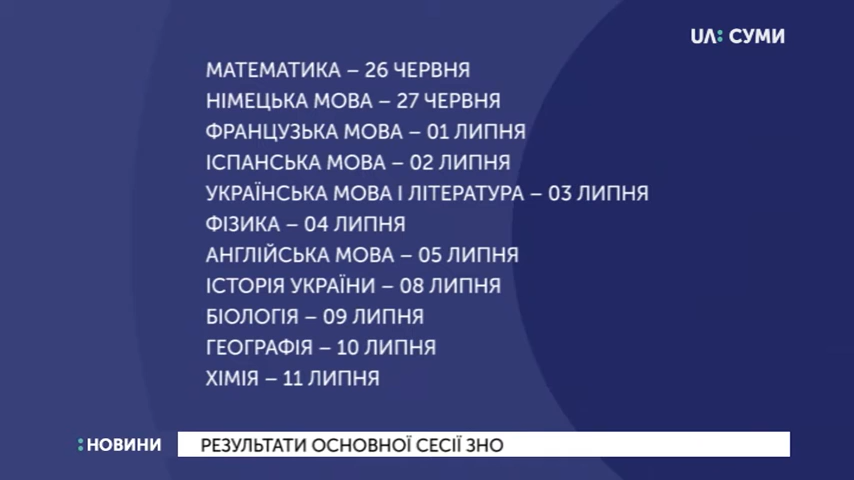 UA: СУМИ
МАТЕМАТИКА – 26 ЧЕРВНЯ
НІМЕЦЬКА МОВА – 27 ЧЕРВНЯ
ФРАНЦУЗЬКА МОВА – 01 ЛИПНЯ
ІСПАНСЬКА МОВА – 02 ЛИПНЯ
УКРАЇНСЬКА МОВА І ЛІТЕРАТУРА – 03 ЛИПНЯ
ФІЗИКА – 04 ЛИПНЯ
АНГЛІЙСЬКА МОВА – 05 ЛИПНЯ
ІСТОРІЯ УКРАЇНИ – 08 ЛИПНЯ
БІОЛОГІЯ – 09 ЛИПНЯ
ГЕОГРАФІЯ – 10 ЛИПНЯ
ХІМІЯ – 11 ЛИПНЯ
:НОВИНИ РЕЗУЛЬТАТИ ОСНОВНОЇ СЕСІЇ ЗНО